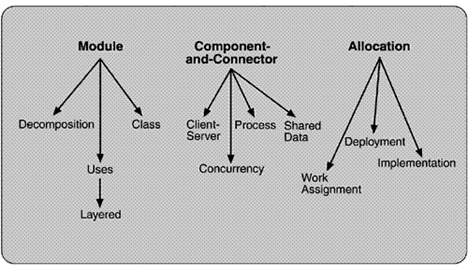 Module
Component-
and-Connector
Allocation
Decomposition
Class
Client-
Server
Process
Shared
Data
Deployment
Implementation
Uses
Concurrency
Work
Assignment
Layered